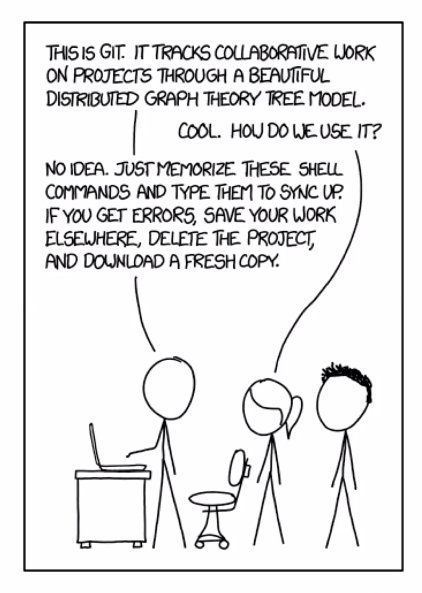 THIS IS GIT. IT TRACKS COLLABORATIVE WORK
ON PROJECTS THROUGH A BEAUTIFUL
DISTRIBUTED GRAPH THEORY TREE MODEL.
COOL. HOW DO WE USE IT?
NO IDEA. JUST MEMORIZE THESE SHELL
COMMANDS AND TYPE THEM TO SYNC UP.
IF YOU GET ERRORS, SAVE YOUR WORK
ELSEWHERE, DELETE THE PROJECT,
AND DOWNLOAD A FRESH COPY.